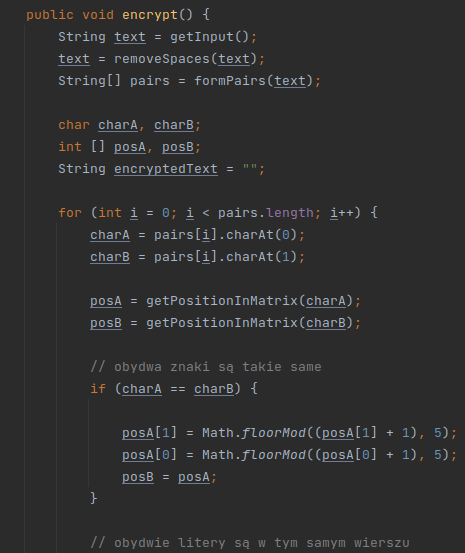 public void encrypt() {
String text = getInput();
text = removeSpaces(text);
String[] pairs = formPairs(text);
char charA, charB;
int [] posA, posB;
String encryptedText = "";
for (int i = 0; i < pairs.length; i++) {
charA = pairs[i].charAt(0);
charB = pairs[i].charAt(1);
posA = getPositionInMatrix(charA);
posB = getPositionInMatrix(charB);
// obydwa znaki są takie same
if (charA == charB) {
posA[1] = Math.floorMod((posA[1] + 1), 5);
posA[0] = Math.floorMod((posA[0] + 1), 5);
posB = posA;
}
// obydwie litery są w tym samym wierszu